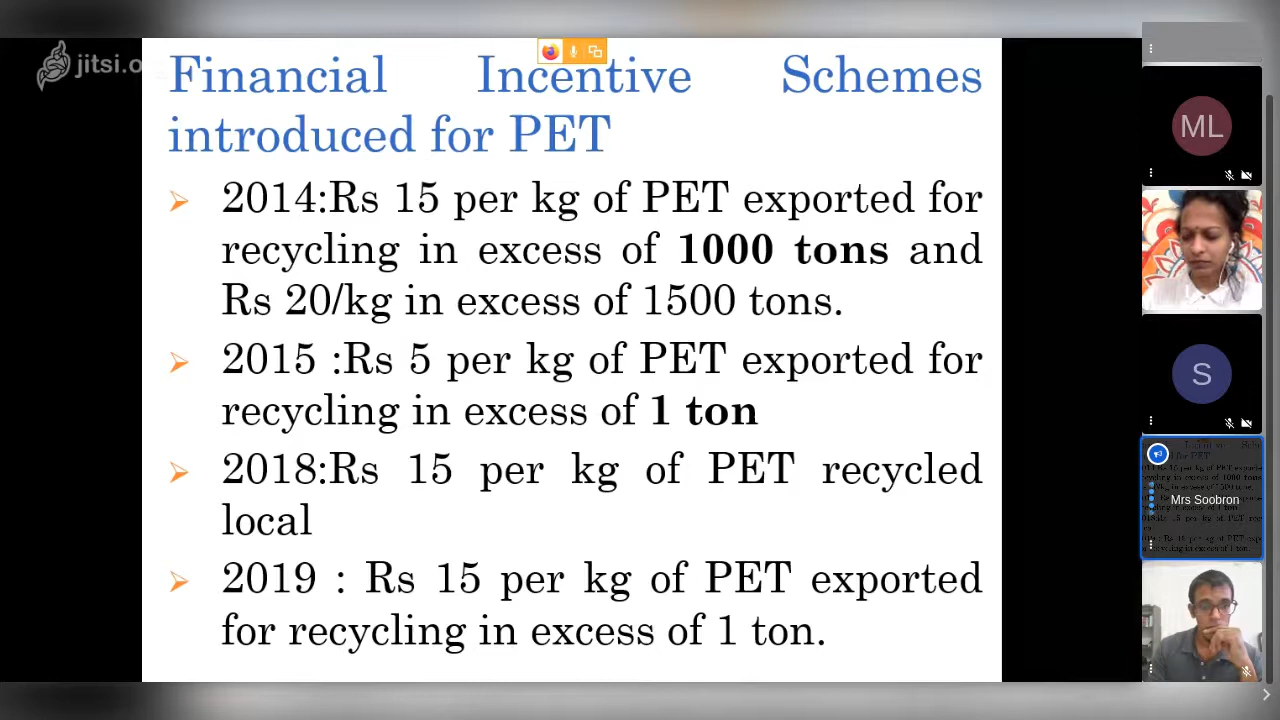 jitsi.o
Financial Incentive Schemes
introduced for PET
2014:Rs 15 per kg of PET exported for
recycling in excess of 1000 tons and
Rs 20/kg in excess of 1500 tons.
2015 :Rs 5 per kg of PET exported for
recycling in excess of 1 ton
2018:Rs 15 per kg of PET recycled
local
2019 : Rs 15 per kg of PET exported
for recycling in excess of 1 ton.
ML
S
Mrs Soobron